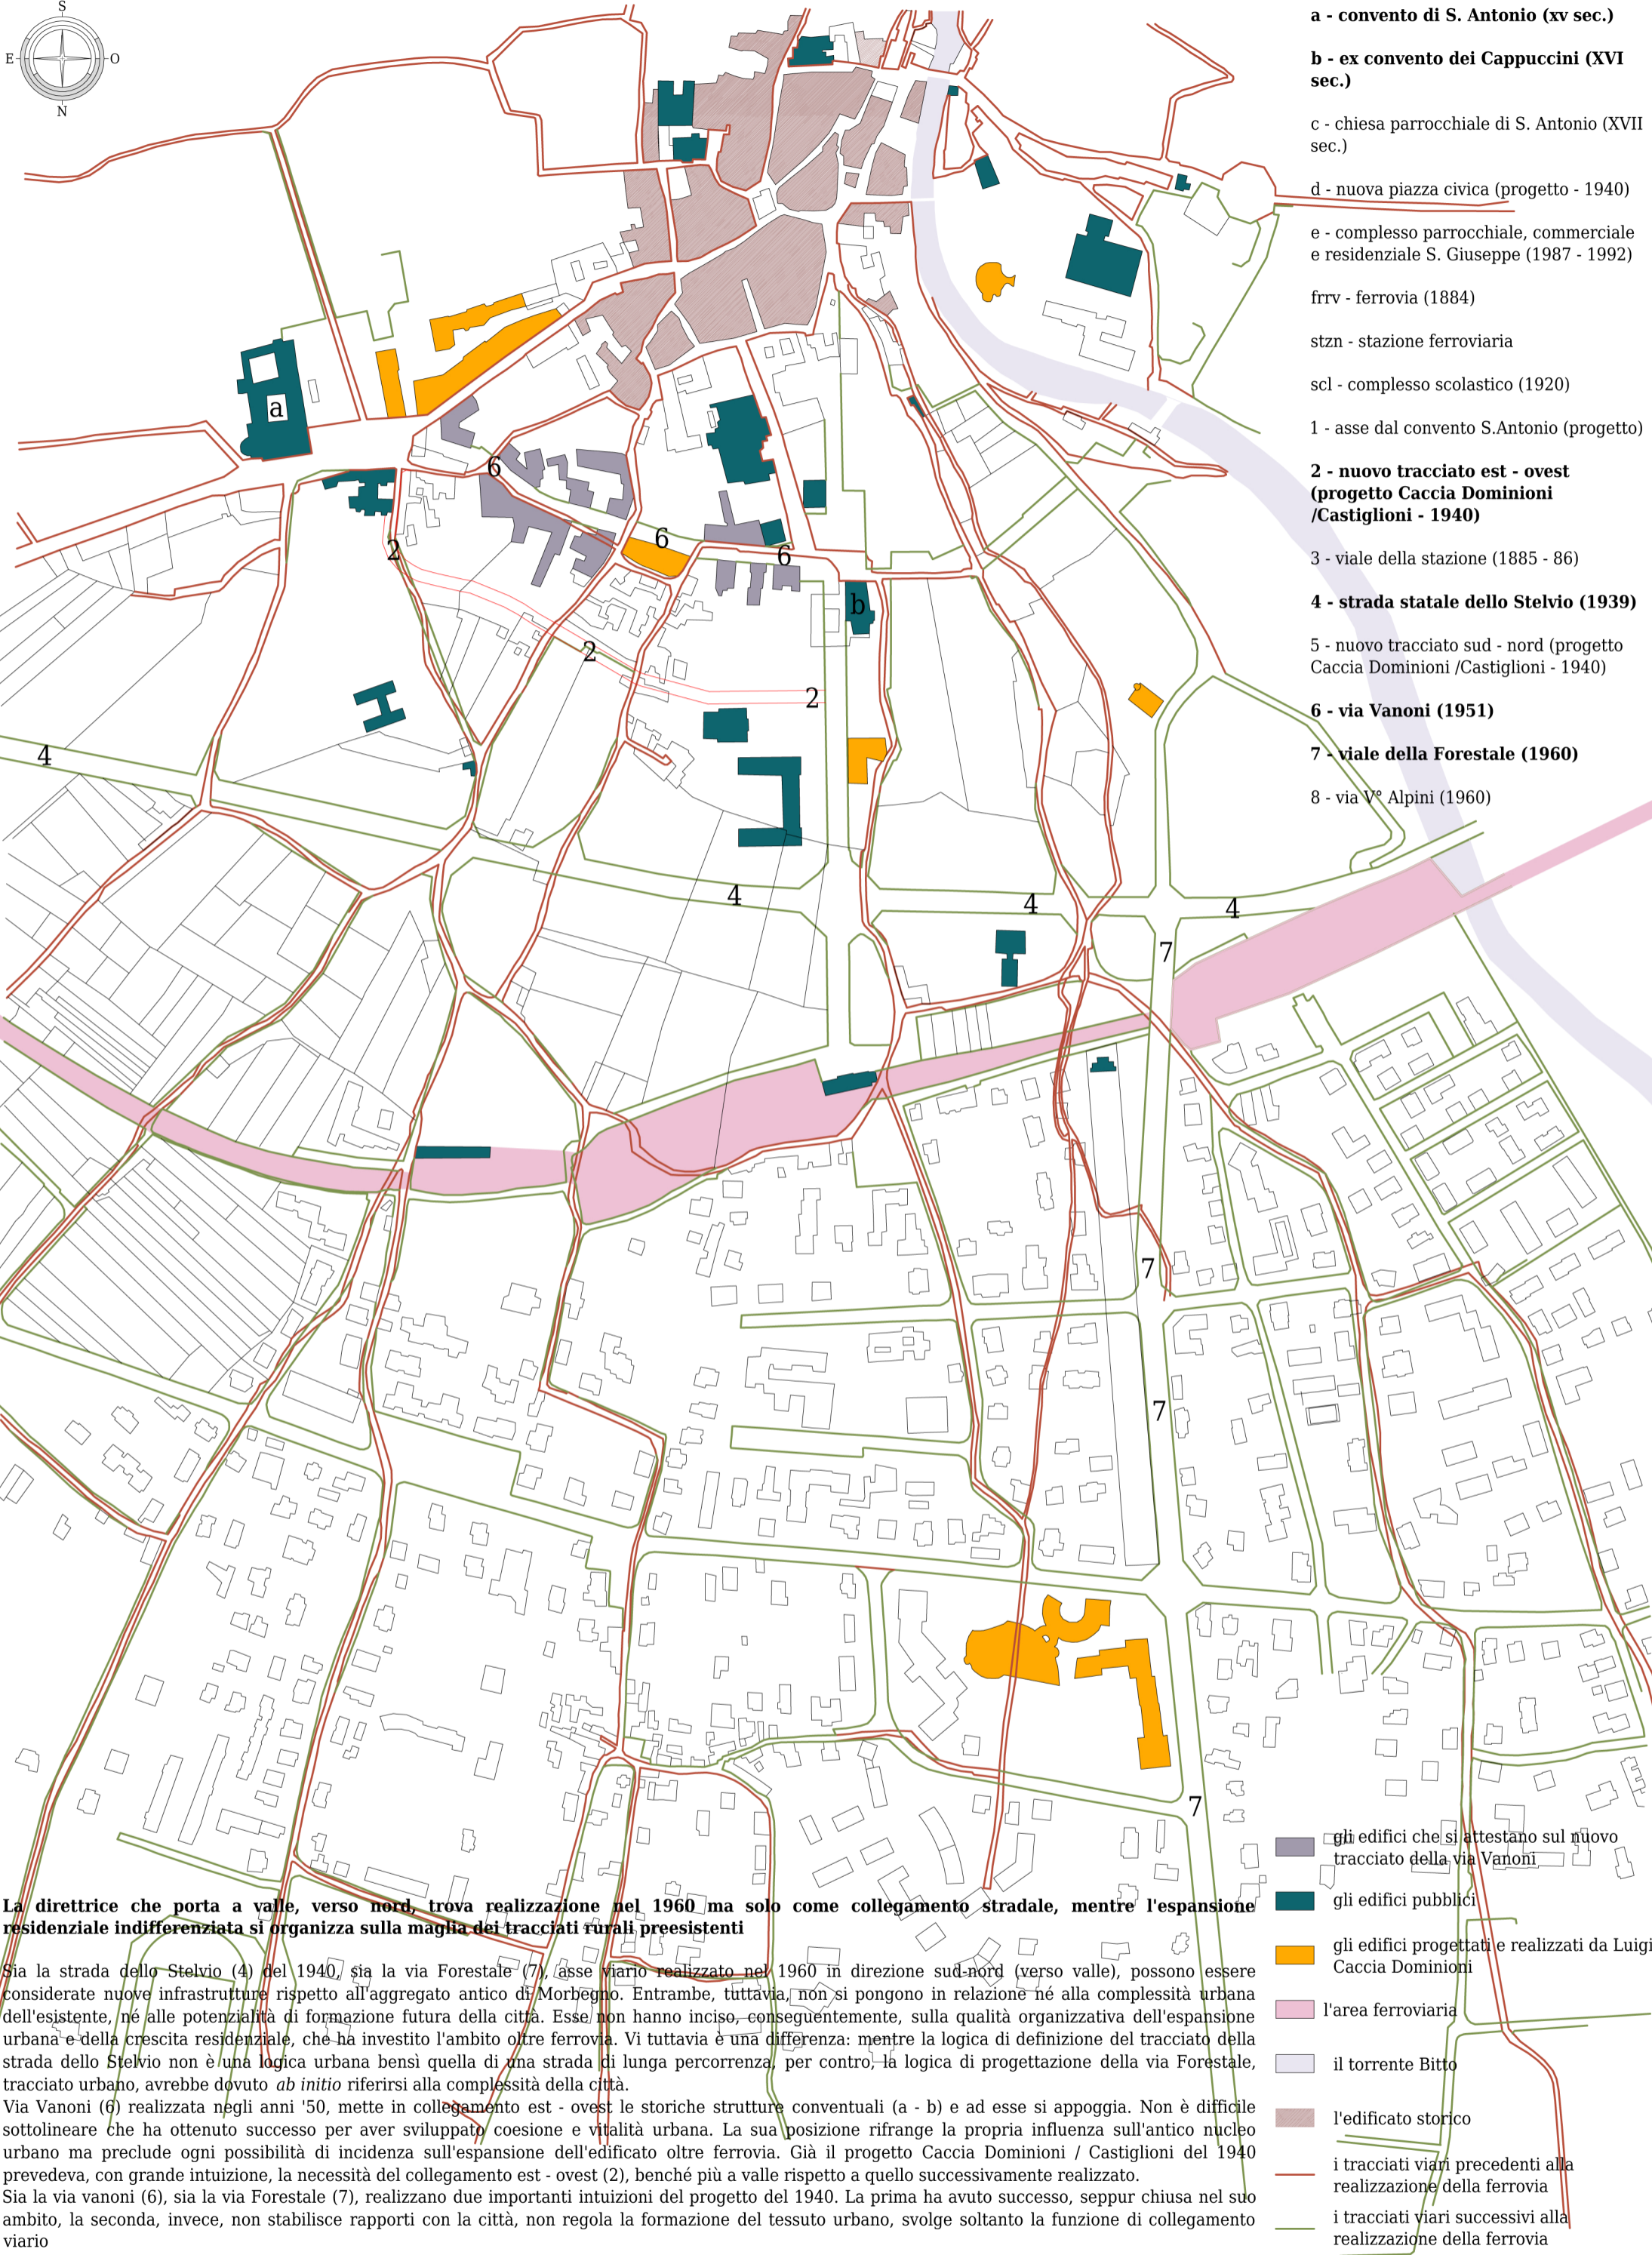 S
E
O
N
a - convento di S. Antonio (xv sec.)
b - ex convento dei Cappuccini (XVI
sec.)
c - chiesa parrocchiale di S. Antonio (XVII
sec.)
d - nuova piazza civica (progetto - 1940)
e - complesso parrocchiale, commerciale
e residenziale S. Giuseppe (1987 - 1992)
frrv - ferrovia (1884)
stzn - stazione ferroviaria
scl - complesso scolastico (1920)
1 - asse dal convento S.Antonio (progetto)
2 - nuovo tracciato est - ovest
(progetto Caccia Dominioni
/Castiglioni - 1940)
3 - viale della stazione (1885 - 86)
4 - strada statale dello Stelvio (1939)
5 - nuovo tracciato sud - nord (progetto
Caccia Dominioni /Castiglioni - 1940)
6 - via Vanoni (1951)
7 - viale della Forestale (1960)
8 - via V° Alpini (1960)
a
6
6
6
2
b
2
2
4
4
4
4
7
7
7
7
gli edifici che si attestano sul nuovo
tracciato della via Vanoni
gli edifici pubblici
gli edifici progettati e realizzati da Luigi
Caccia Dominioni
l'area ferroviaria
il torrente Bitto
l'edificato storico
i tracciati viari precedenti alla
realizzazione della ferrovia
i tracciati viari successivi alla
realizzazione della ferrovia
La direttrice che porta a valle, verso nord, trova realizzazione nel 1960 ma solo come collegamento stradale, mentre l'espansione
residenziale indifferenziata si organizza sulla maglia dei tracciati rurali preesistenti
Sia la strada dello Stelvio (4) del 1940, sia la via Forestale (7), asse viario realizzato nel 1960 in direzione sud-nord (verso valle), possono essere
considerate nuove infrastrutture rispetto all'aggregato antico di Morbegno. Entrambe, tuttavia, non si pongono in relazione né alla complessità urbana
dell'esistente, né alle potenzialità di formazione futura della città. Esse non hanno inciso, conseguentemente, sulla qualità organizzativa dell'espansione
urbana e della crescita residenziale, che ha investito l'ambito oltre ferrovia. Vi tuttavia è una differenza: mentre la logica di definizione del tracciato della
strada dello Stelvio non è una logica urbana bensì quella di una strada di lunga percorrenza, per contro, la logica di progettazione della via Forestale,
tracciato urbano, avrebbe dovuto ab initio riferirsi alla complessità della città.
Via Vanoni (6) realizzata negli anni '50, mette in collegamento est - ovest le storiche strutture conventuali (a - b) e ad esse si appoggia. Non è difficile
sottolineare che ha ottenuto successo per aver sviluppato coesione e vitalità urbana. La sua posizione rifrange la propria influenza sull'antico nucleo
urbano ma preclude ogni possibilità di incidenza sull'espansione dell'edificato oltre ferrovia. Già il progetto Caccia Dominioni / Castiglioni del 1940
prevedeva, con grande intuizione, la necessità del collegamento est - ovest (2), benché più a valle rispetto a quello successivamente realizzato.
Sia la via vanoni (6), sia la via Forestale (7), realizzano due importanti intuizioni del progetto del 1940. La prima ha avuto successo, seppur chiusa nel suo
ambito, la seconda, invece, non stabilisce rapporti con la città, non regola la formazione del tessuto urbano, svolge soltanto la funzione di collegamento
viario